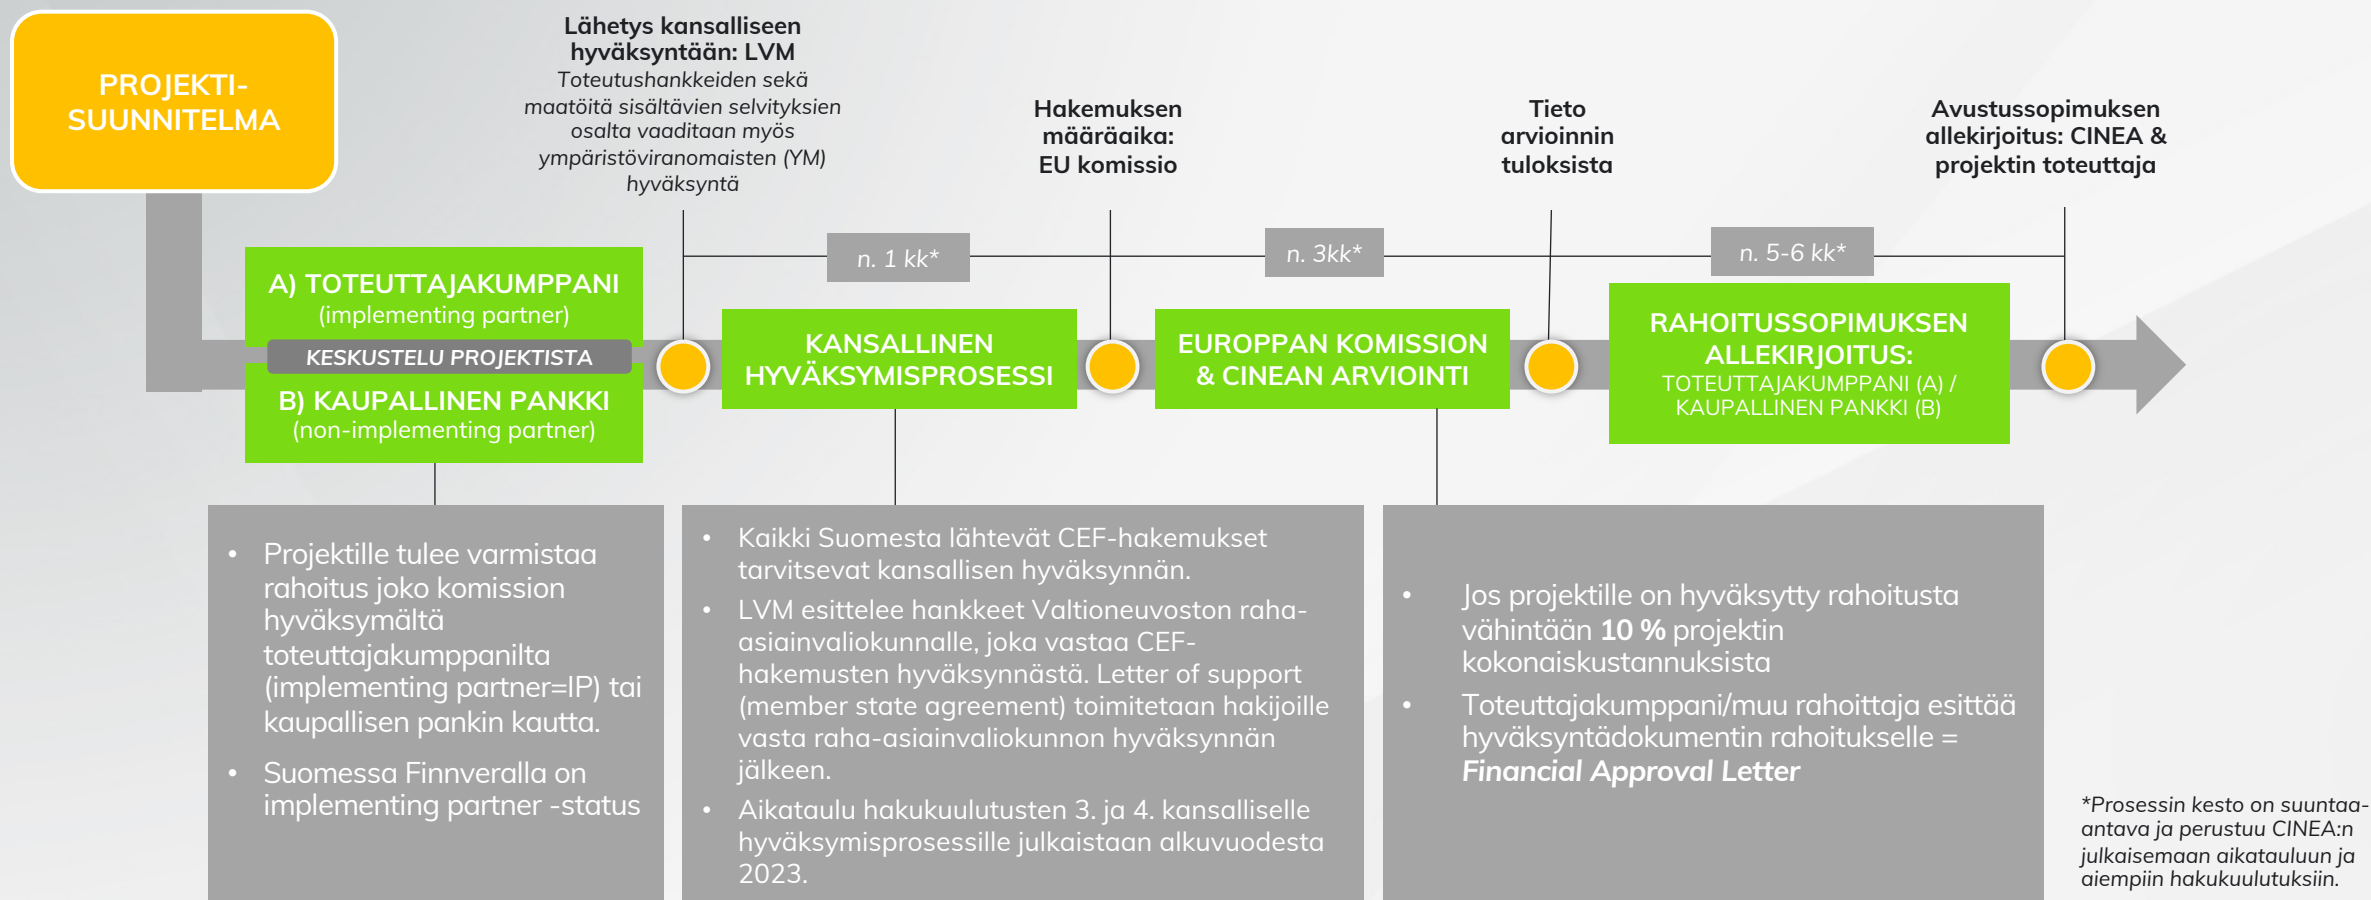 PROJEKTI-
SUUNNITELMA
Lähetys kansalliseen
hyväksyntään: LVM
Toteutushankkeiden sekä
maatöitä sisältävien selvityksien
osalta vaaditaan myös
ympäristöviranomaisten (YM)
hyväksyntä
Hakemuksen
määräaika:
EU komissio
Tieto
arvioinnin
tuloksista
Avustussopimuksen
allekirjoitus: CINEA &
projektin toteuttaja
n. 1 kk*
n. 3kk*
n. 5-6 kk*
A) TOTEUTTAJAKUMPPANI
(implementing partner)
KESKUSTELU PROJEKTISTA
B) KAUPALLINEN PANKKI
(non-implementing partner)
KANSALLINEN
HYVÄKSYMISPROSESSI
EUROPPAN KOMISSION
& CINEAN ARVIOINTI
RAHOITUSSOPIMUKSEN
ALLEKIRJOITUS:
TOTEUTTAJAKUMPPANI (A) /
KAUPALLINEN PANKKI (B)
• Projektille tulee varmistaa
rahoitus joko komission
hyväksymältä
toteuttajakumppanilta
(implementing partner=IP) tai
kaupallisen pankin kautta.
• Suomessa Finnveralla on
implementing partner -status
• Kaikki Suomesta lähtevät CEF-hakemukset
tarvitsevat kansallisen hyväksynnän.
• LVM esittelee hankkeet Valtioneuvoston raha-
asiainvaliokunnalle, joka vastaa CEF-
hakemusten hyväksynnästä. Letter of support
(member state agreement) toimitetaan hakijoille
vasta raha-asiainvaliokunnon hyväksynnän
jälkeen.
• Aikataulu hakukuulutusten 3. ja 4. kansalliselle
hyväksymisprosessille julkaistaan alkuvuodesta
2023.
• Jos projektille on hyväksytty rahoitusta
vähintään 10 % projektin
kokonaiskustannuksista
• Toteuttajakumppani/muu rahoittaja esittää
hyväksyntädokumentin rahoitukselle =
Financial Approval Letter
*Prosessin kesto on suuntaa-
antava ja perustuu CINEA:n
julkaisemaan aikatauluun ja
aiempiin hakukuulutuksiin.